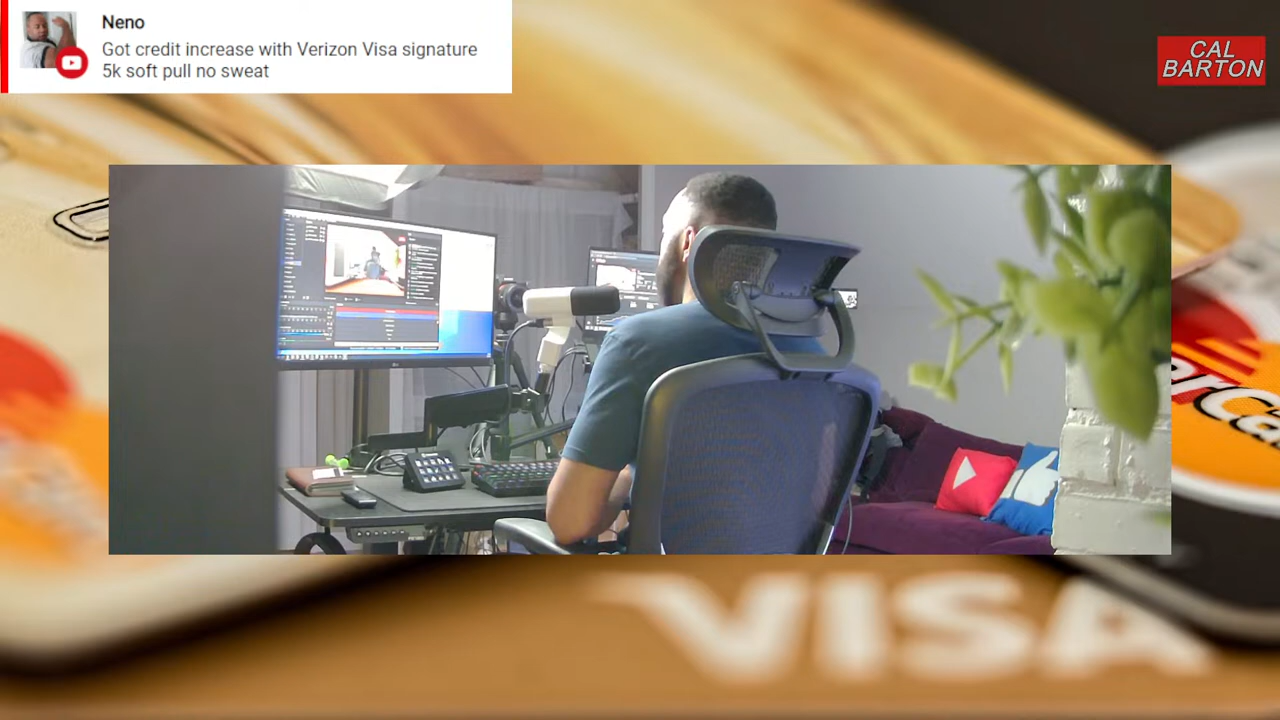 Neno
Got credit increase with Verizon Visa signature
5k soft pull no sweat
CAL
BARTON
VISA